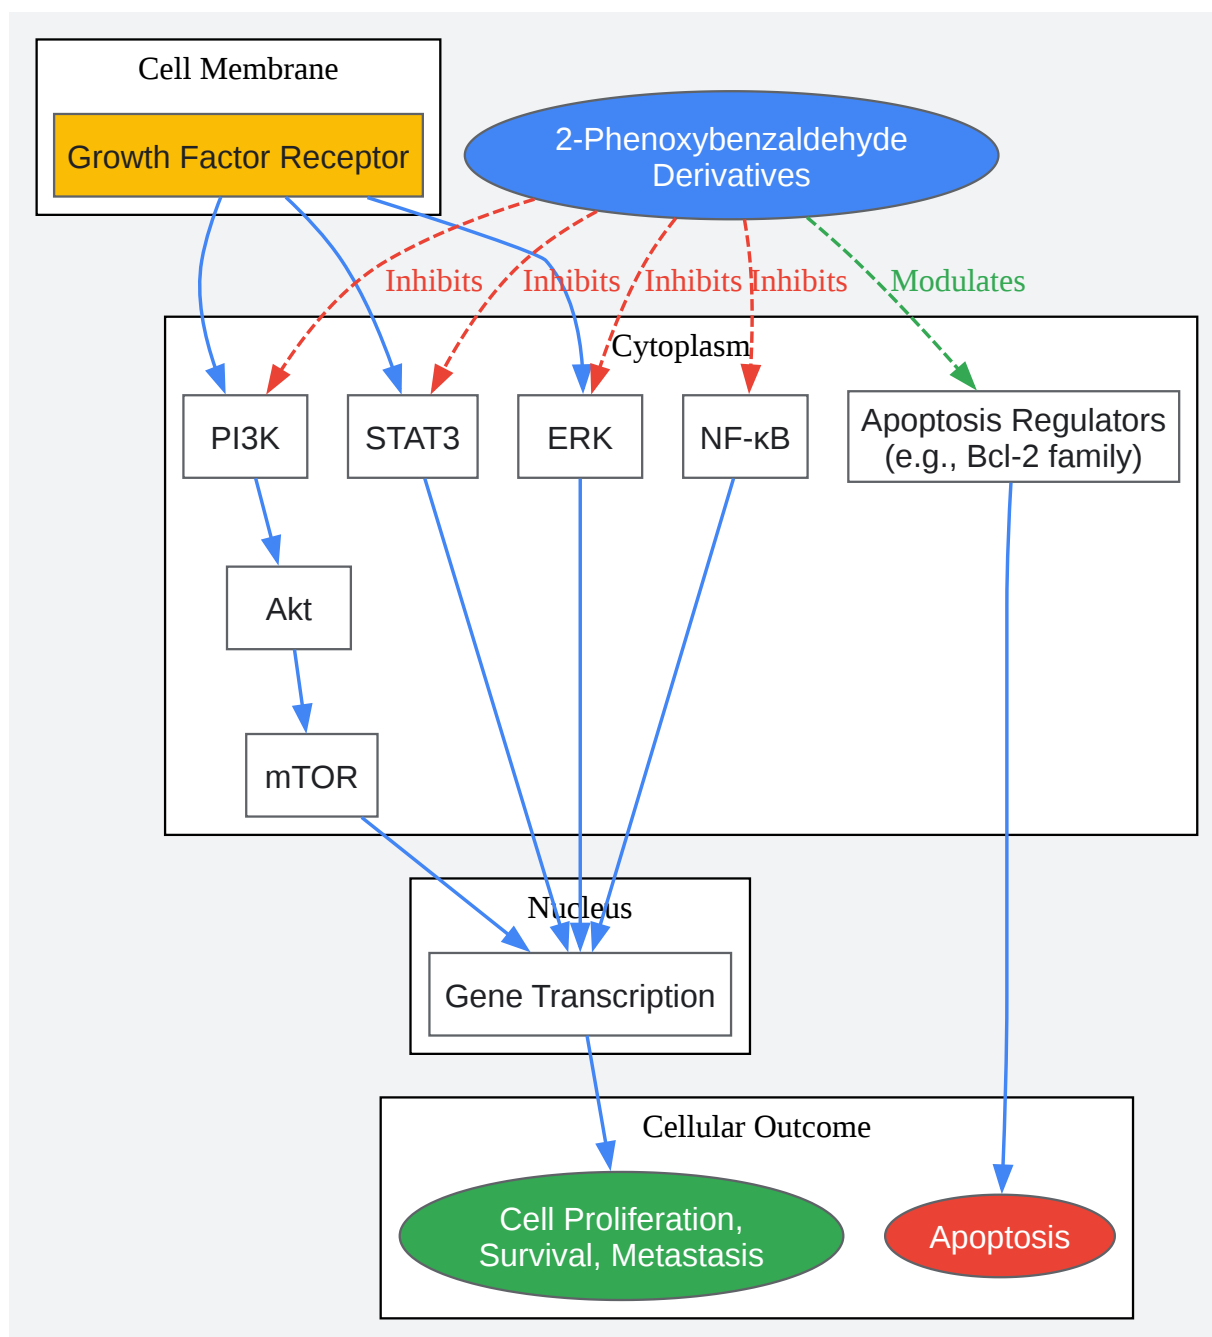 Cell Membrane
Growth Factor Receptor
2-Phenoxybenzaldehyde
Derivatives
Inhibits
Inhibits
Inhibits
Inhibits
Modulates
Cytoplasm
PI3K
STAT3
ERK
NF-κB
Apoptosis Regulators
(e.g., Bcl-2 family)
Akt
mTOR
Nucleus
Gene Transcription
Cellular Outcome
Cell Proliferation,
Survival, Metastasis
Apoptosis